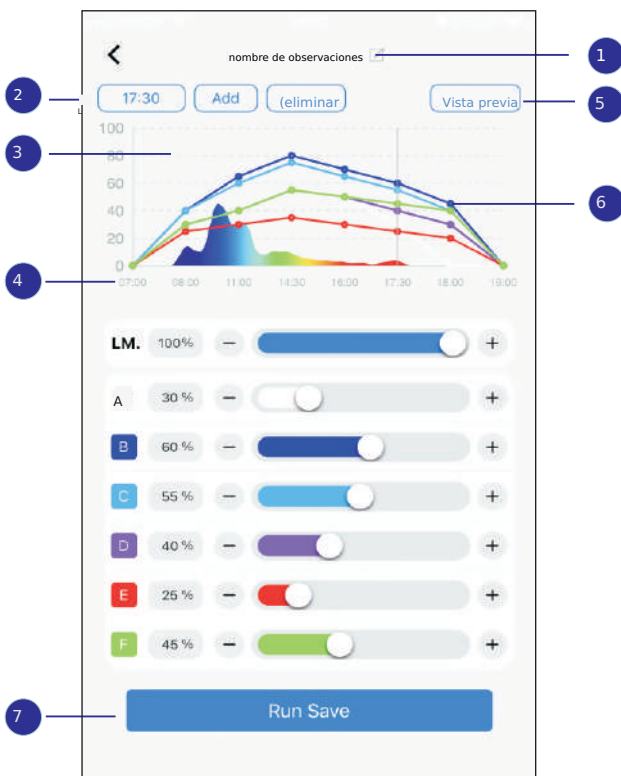 nombre de observaciones
1
2
17:30 Add (eliminar Vista previa
5
100
3
80
60
40
6
20
0
4
07:00 08:00 11:00 14:30 16:00 17:30 18:00 19:00
LM. 100% − +
A 30 % − +
B 60 % − +
C 55 % − +
D 40 % − +
E 25 % − +
F 45 % − +
7
Run Save